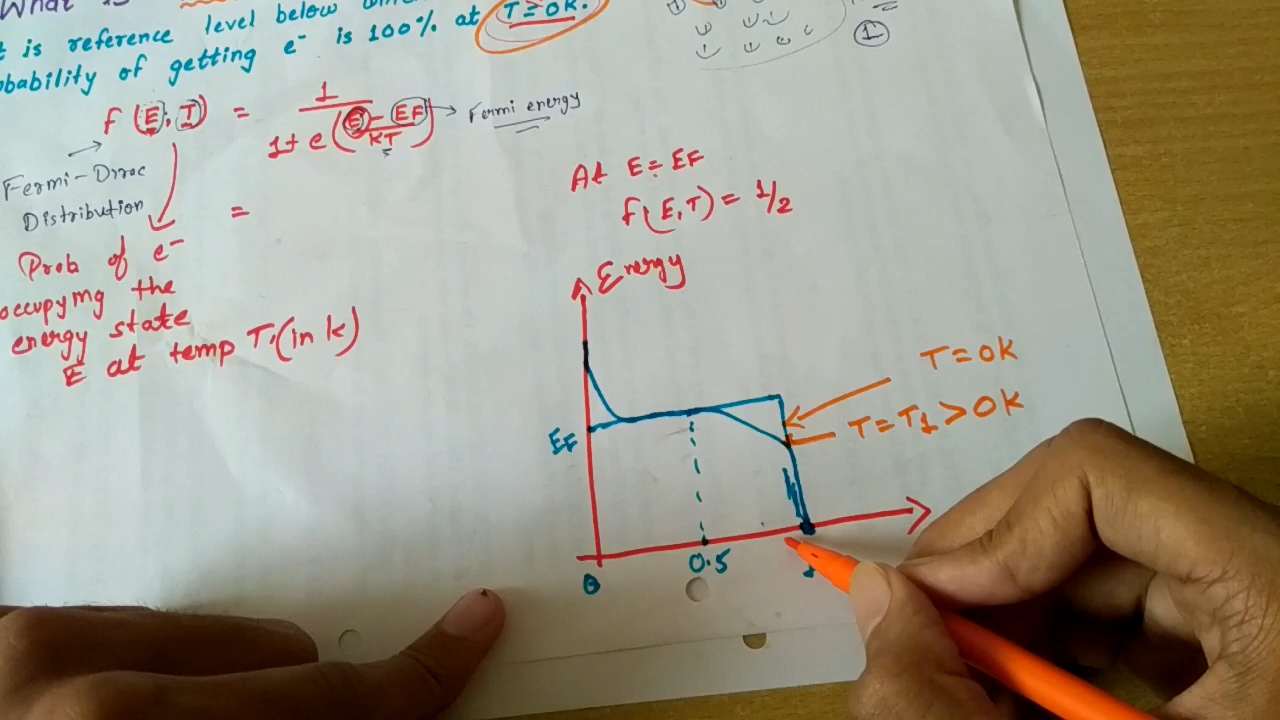 What is
is reference level below
bability of getting e⁻ is 100% at T=0K.
f (E, T) = 1 / 1+ e (E - EF / KT) → Fermi energy
①
Fermi-Dirac
Distribution
=
Prob of e⁻
occupying the
energy state
E at temp T. (in k)
At E = EF
f(E, T) = 1/2
Energy
T = 0K
T = T1 > 0K
EF
0
0.5